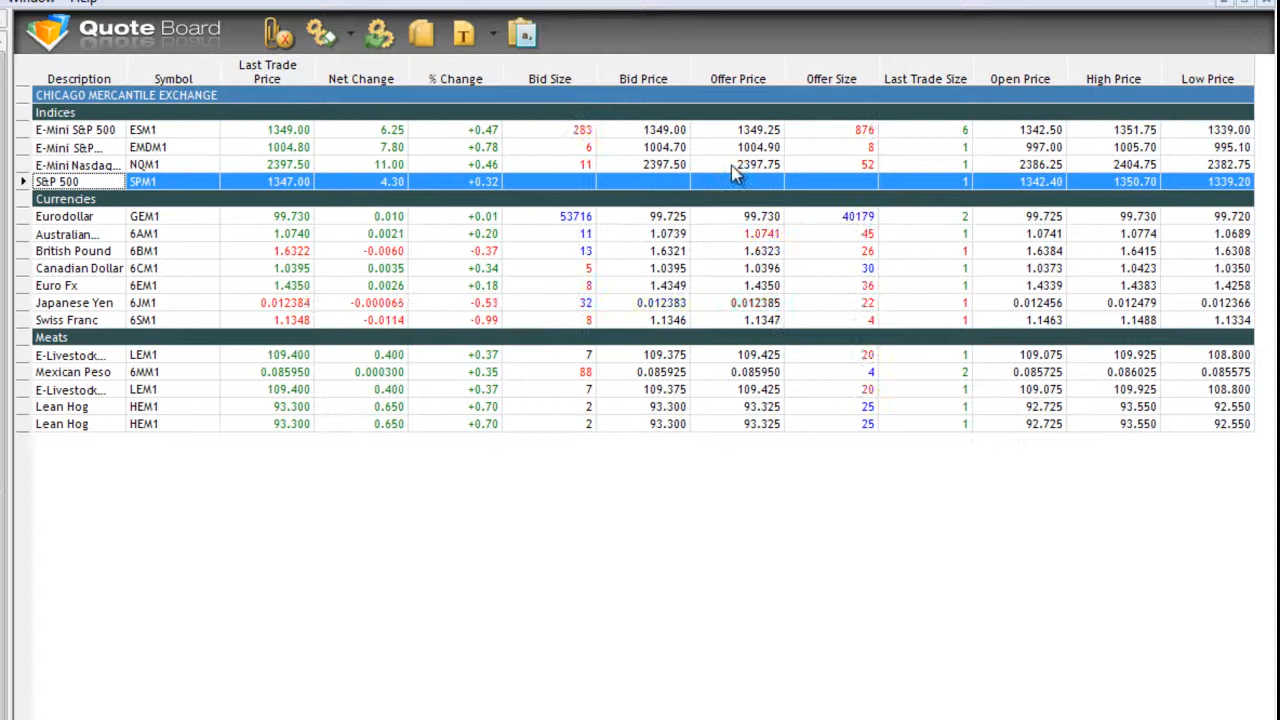 Window Help
Quote Board
Description Symbol Last Trade Price Net Change % Change Bid Size Bid Price Offer Price Offer Size Last Trade Size Open Price High Price Low Price
CHICAGO MERCANTILE EXCHANGE
Indices
E-Mini S&P 500 ESM1 1349.00 6.25 +0.47 283 1349.00 1349.25 876 6 1342.50 1351.75 1339.00
E-Mini S&P... EMDM1 1004.80 7.80 +0.78 6 1004.70 1004.90 8 1 997.00 1005.70 995.10
E-Mini Nasdaq... NQM1 2397.50 11.00 +0.46 11 2397.50 2397.75 52 1 2386.25 2404.75 2382.75
S&P 500 SPM1 1347.00 4.30 +0.32 1 1342.40 1350.70 1339.20
Currencies
Eurodollar GEM1 99.730 0.010 +0.01 53716 99.725 99.730 40179 2 99.725 99.730 99.720
Australian... 6AM1 1.0740 0.0021 +0.20 11 1.0739 1.0741 45 1 1.0741 1.0774 1.0689
British Pound 6BM1 1.6322 -0.0060 -0.37 13 1.6321 1.6323 26 1 1.6384 1.6415 1.6308
Canadian Dollar 6CM1 1.0395 0.0035 +0.34 5 1.0395 1.0396 30 1 1.0373 1.0423 1.0350
Euro Fx 6EM1 1.4350 0.0026 +0.18 8 1.4349 1.4350 36 1 1.4339 1.4383 1.4258
Japanese Yen 6JM1 0.012384 -0.000066 -0.53 32 0.012383 0.012385 22 1 0.012456 0.012479 0.012366
Swiss Franc 6SM1 1.1348 -0.0114 -0.99 8 1.1346 1.1347 4 1 1.1463 1.1488 1.1334
Meats
E-Livestock... LEM1 109.400 0.400 +0.37 7 109.375 109.425 20 1 109.075 109.925 108.800
Mexican Peso 6MM1 0.085950 0.000300 +0.35 88 0.085925 0.085950 4 2 0.085725 0.086025 0.085575
E-Livestock... LEM1 109.400 0.400 +0.37 7 109.375 109.425 20 1 109.075 109.925 108.800
Lean Hog HEM1 93.300 0.650 +0.70 2 93.300 93.325 25 1 92.725 93.550 92.550
Lean Hog HEM1 93.300 0.650 +0.70 2 93.300 93.325 25 1 92.725 93.550 92.550